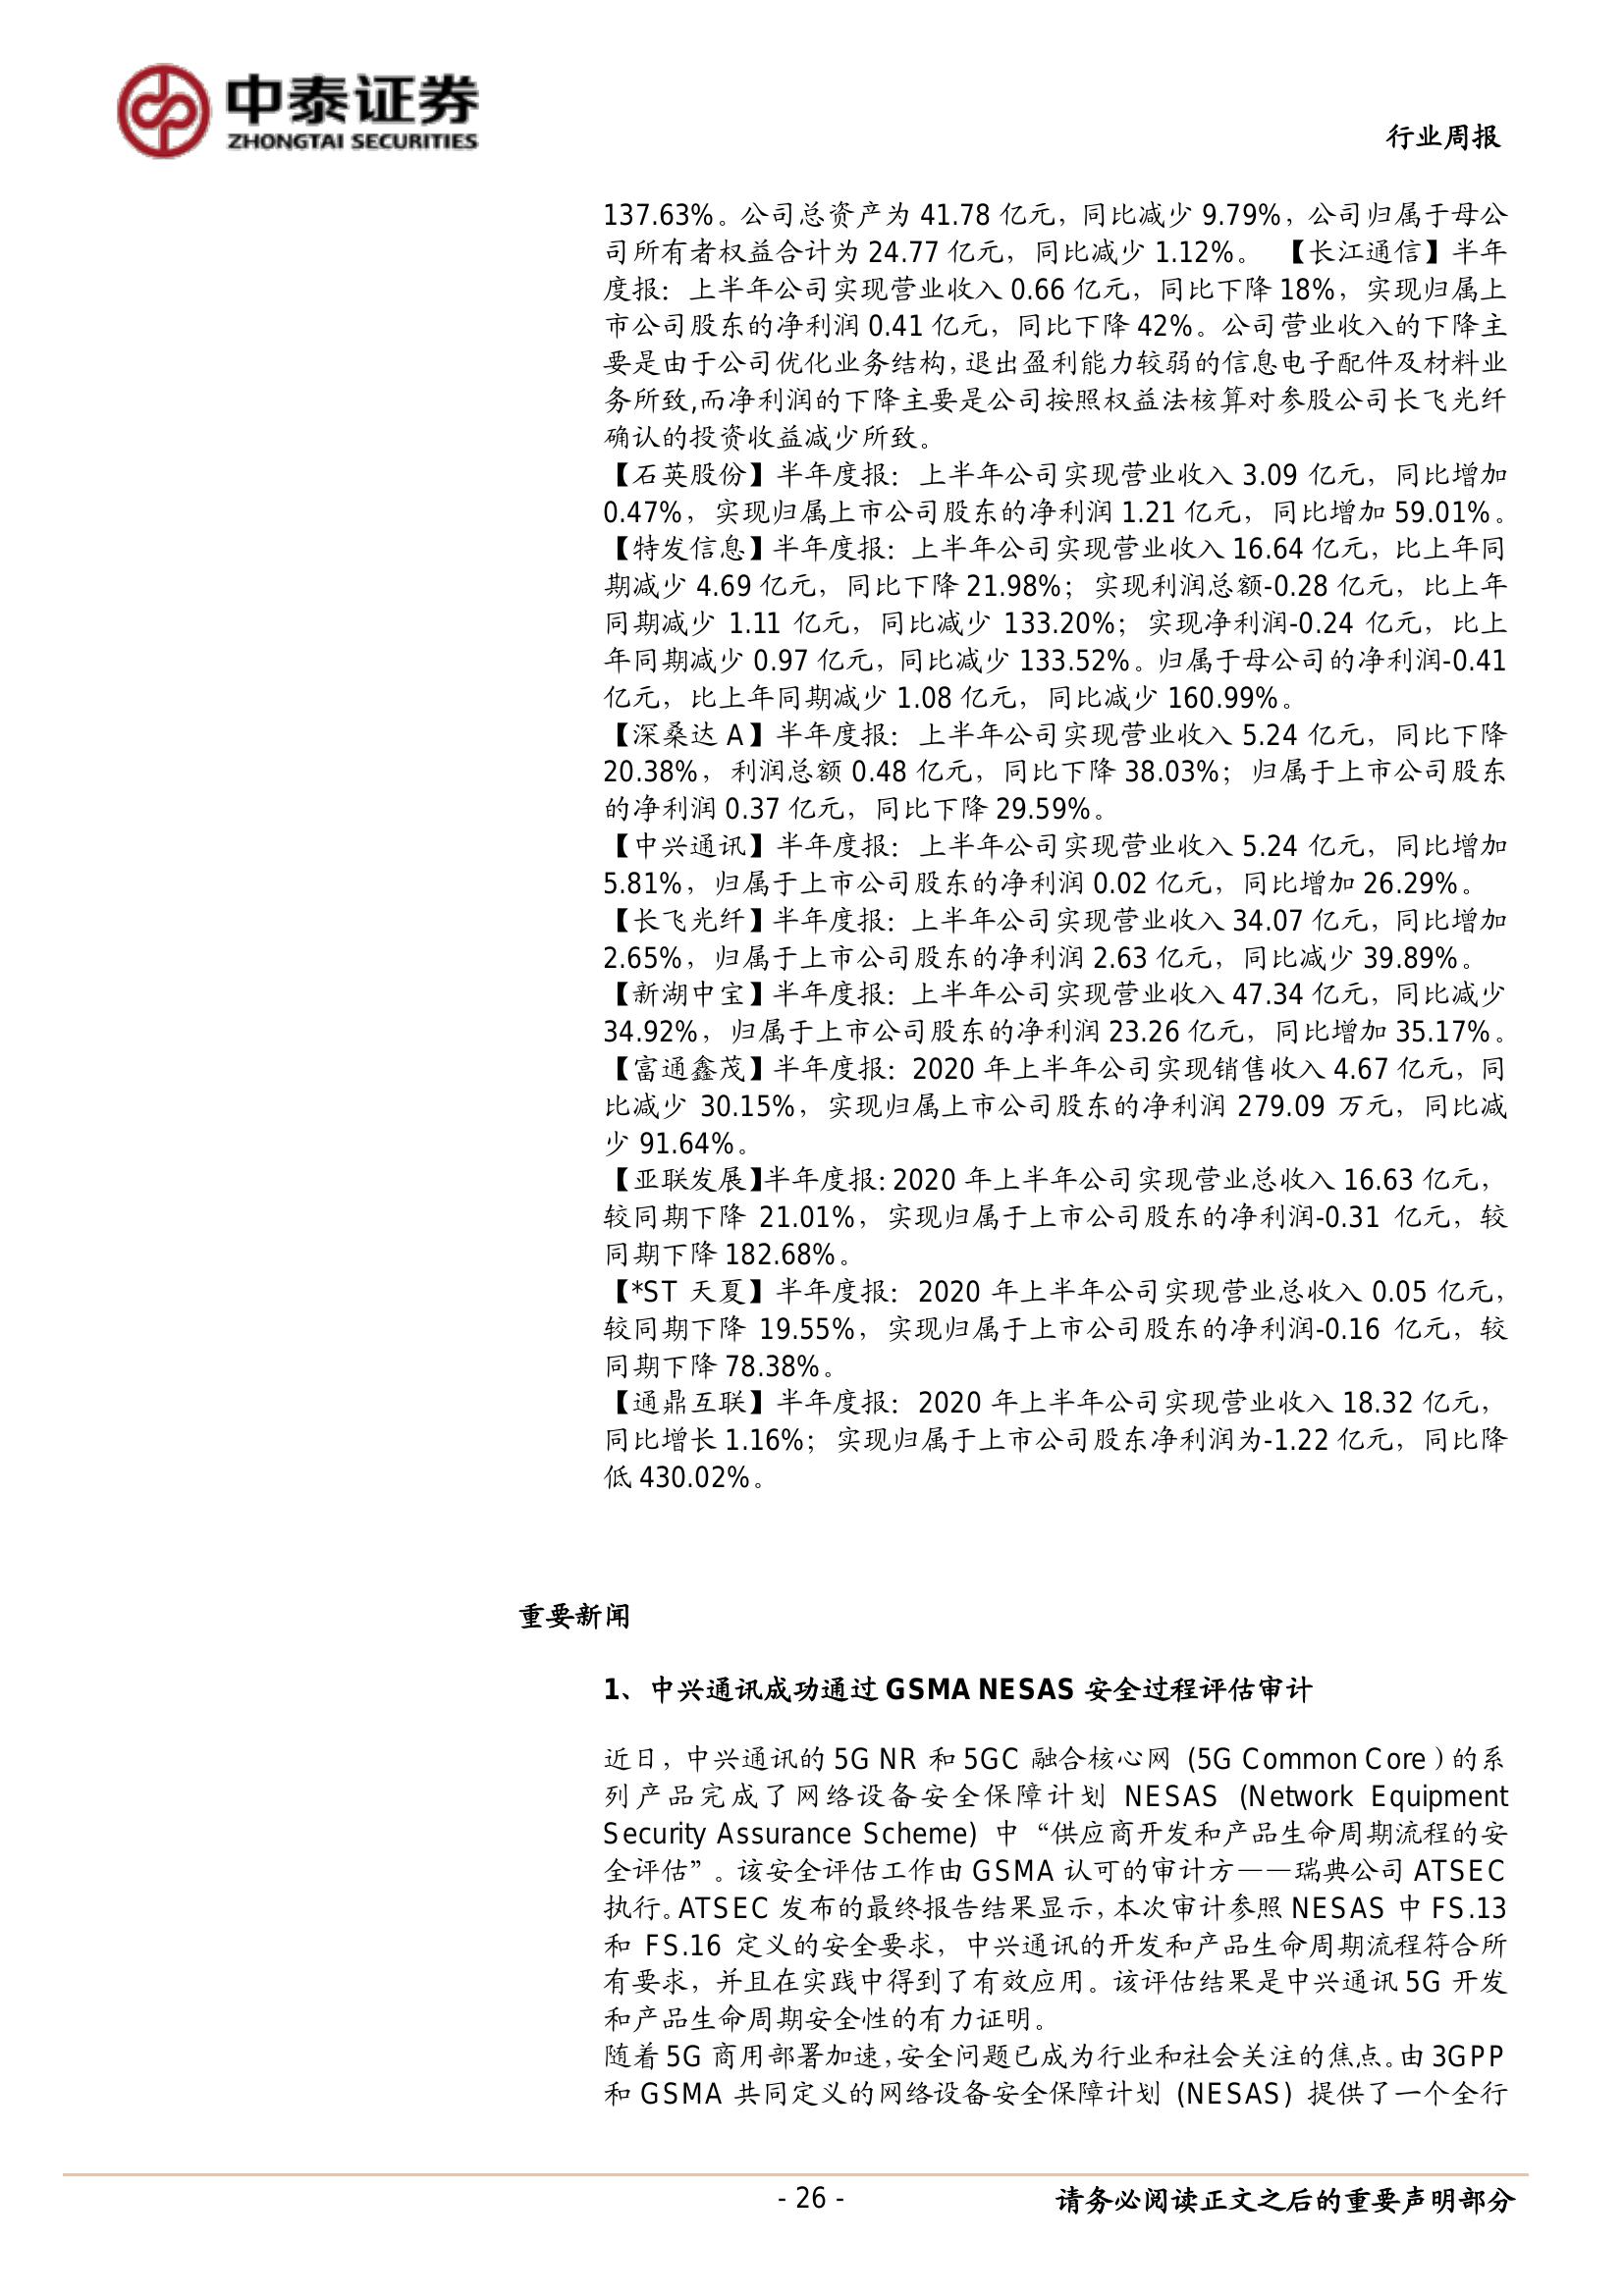 中泰证券
ZHONGTAI SECURITIES
行业周报
137.63%。公司总资产为 41.78 亿元，同比减少 9.79%，公司归属于母公
司所有者权益合计为 24.77 亿元，同比减少 1.12%。 【长江通信】半年
度报：上半年公司实现营业收入 0.66 亿元，同比下降 18%，实现归属上
市公司股东的净利润 0.41 亿元，同比下降 42%。公司营业收入的下降主
要是由于公司优化业务结构，退出盈利能力较弱的信息电子配件及材料业
务所致,而净利润的下降主要是公司按照权益法核算对参股公司长飞光纤
确认的投资收益减少所致。
【石英股份】半年度报：上半年公司实现营业收入 3.09 亿元，同比增加
0.47%，实现归属上市公司股东的净利润 1.21 亿元，同比增加 59.01%。
【特发信息】半年度报：上半年公司实现营业收入 16.64 亿元，比上年同
期减少 4.69 亿元，同比下降 21.98%；实现利润总额-0.28 亿元，比上年
同期减少 1.11 亿元，同比减少 133.20%；实现净利润-0.24 亿元，比上
年同期减少 0.97 亿元，同比减少 133.52%。归属于母公司的净利润-0.41
亿元，比上年同期减少 1.08 亿元，同比减少 160.99%。
【深桑达 A】半年度报：上半年公司实现营业收入 5.24 亿元，同比下降
20.38%，利润总额 0.48 亿元，同比下降 38.03%；归属于上市公司股东
的净利润 0.37 亿元，同比下降 29.59%。
【中兴通讯】半年度报：上半年公司实现营业收入 5.24 亿元，同比增加
5.81%，归属于上市公司股东的净利润 0.02 亿元，同比增加 26.29%。
【长飞光纤】半年度报：上半年公司实现营业收入 34.07 亿元，同比增加
2.65%，归属于上市公司股东的净利润 2.63 亿元，同比减少 39.89%。
【新湖中宝】半年度报：上半年公司实现营业收入 47.34 亿元，同比减少
34.92%，归属于上市公司股东的净利润 23.26 亿元，同比增加 35.17%。
【富通鑫茂】半年度报：2020 年上半年公司实现销售收入 4.67 亿元，同
比减少 30.15%，实现归属上市公司股东的净利润 279.09 万元，同比减
少 91.64%。
【亚联发展】半年度报：2020 年上半年公司实现营业总收入 16.63 亿元，
较同期下降 21.01%，实现归属于上市公司股东的净利润-0.31 亿元，较
同期下降 182.68%。
【*ST 天夏】半年度报：2020 年上半年公司实现营业总收入 0.05 亿元，
较同期下降 19.55%，实现归属于上市公司股东的净利润-0.16 亿元，较
同期下降 78.38%。
【通鼎互联】半年度报：2020 年上半年公司实现营业收入 18.32 亿元，
同比增长 1.16%；实现归属于上市公司股东净利润为-1.22 亿元，同比降
低 430.02%。
重要新闻
1、中兴通讯成功通过 GSMA NESAS 安全过程评估审计
近日，中兴通讯的 5G NR 和 5GC 融合核心网 (5G Common Core）的系
列产品完成了网络设备安全保障计划 NESAS (Network Equipment
Security Assurance Scheme) 中“供应商开发和产品生命周期流程的安
全评估”。该安全评估工作由 GSMA 认可的审计方——瑞典公司 ATSEC
执行。ATSEC 发布的最终报告结果显示，本次审计参照 NESAS 中 FS.13
和 FS.16 定义的安全要求，中兴通讯的开发和产品生命周期流程符合所
有要求，并且在实践中得到了有效应用。该评估结果是中兴通讯 5G 开发
和产品生命周期安全性的有力证明。
随着 5G 商用部署加速，安全问题已成为行业和社会关注的焦点。由 3GPP
和 GSMA 共同定义的网络设备安全保障计划 (NESAS) 提供了一个全行
- 26 -
请务必阅读正文之后的重要声明部分